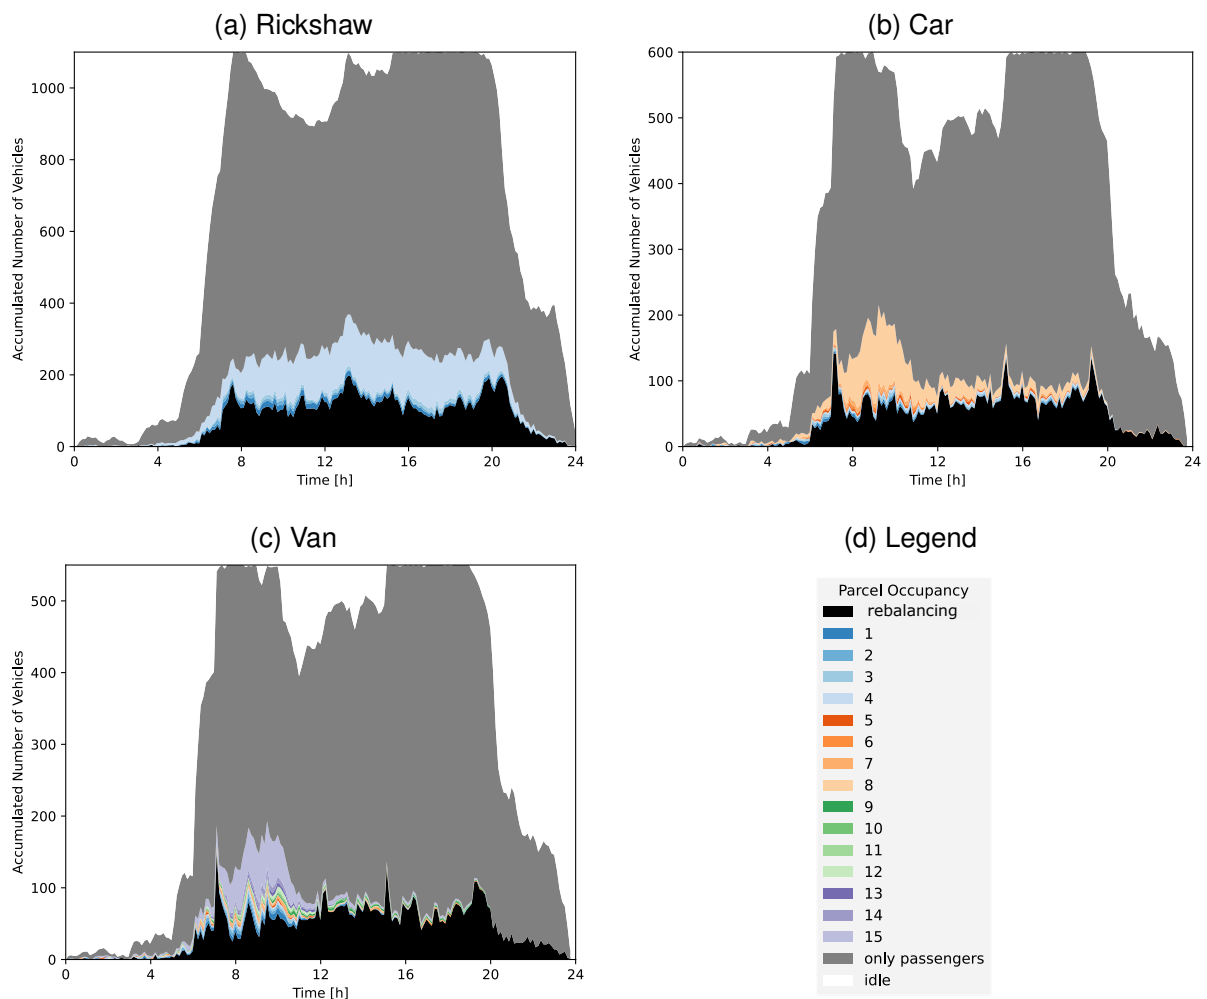 (a) Rickshaw
Accumulated Number of Vehicles
1000
800
600
400
200
0
0 4 8 12 16 20 24
Time [h]
(b) Car
Accumulated Number of Vehicles
600
500
400
300
200
100
0
0 4 8 12 16 20 24
Time [h]
(c) Van
Accumulated Number of Vehicles
500
400
300
200
100
0
0 4 8 12 16 20 24
Time [h]
(d) Legend
Parcel Occupancy
rebalancing
1
2
3
4
5
6
7
8
9
10
11
12
13
14
15
only passengers
idle